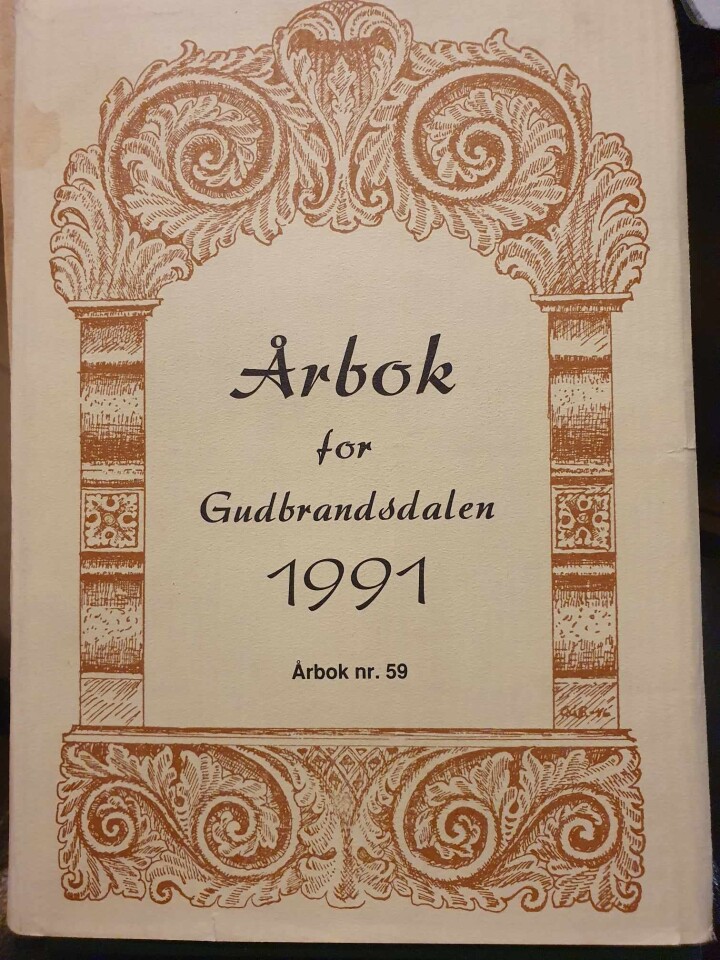 Årbok
for
Gudbrandsdalen
1991
Årbok nr. 59